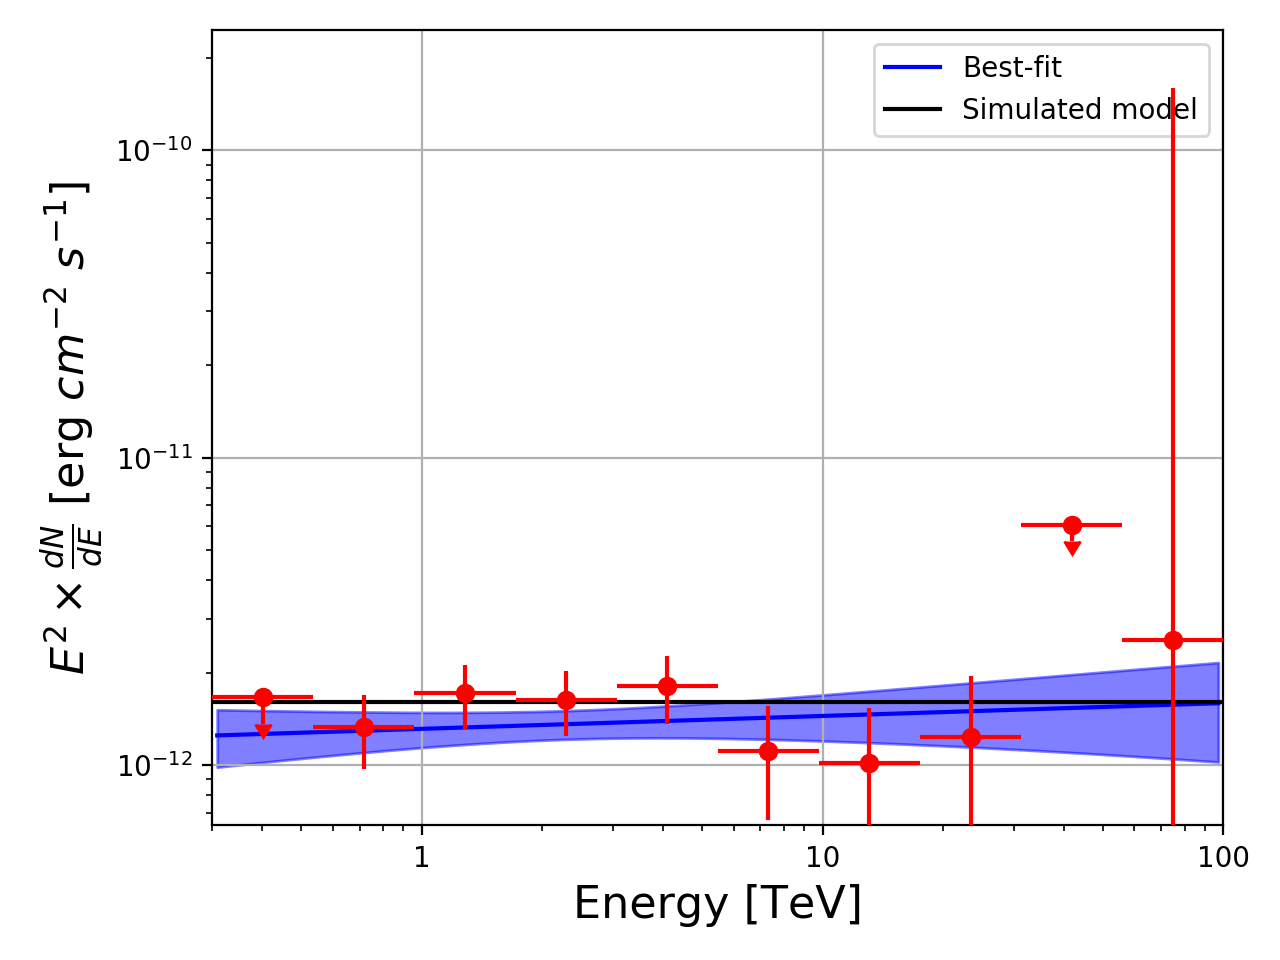 Best-fit
Simulated model
10⁻¹⁰
10⁻¹¹
10⁻¹²
E² × dN/dE [erg cm⁻² s⁻¹]
1
10
100
Energy [TeV]